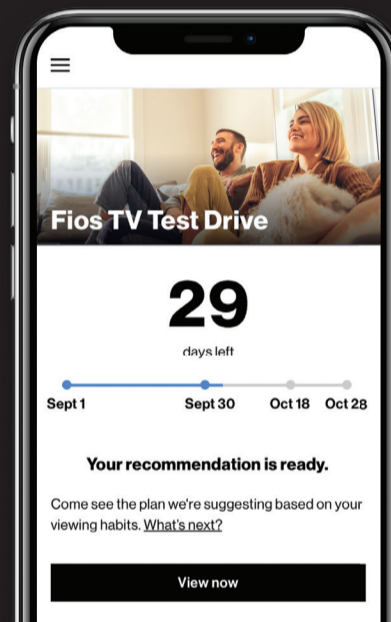 Fios TV Test Drive
29
days left
Sept 1 Sept 30 Oct 18 Oct 28
Your recommendation is ready.
Come see the plan we're suggesting based on your
viewing habits. What's next?
View now